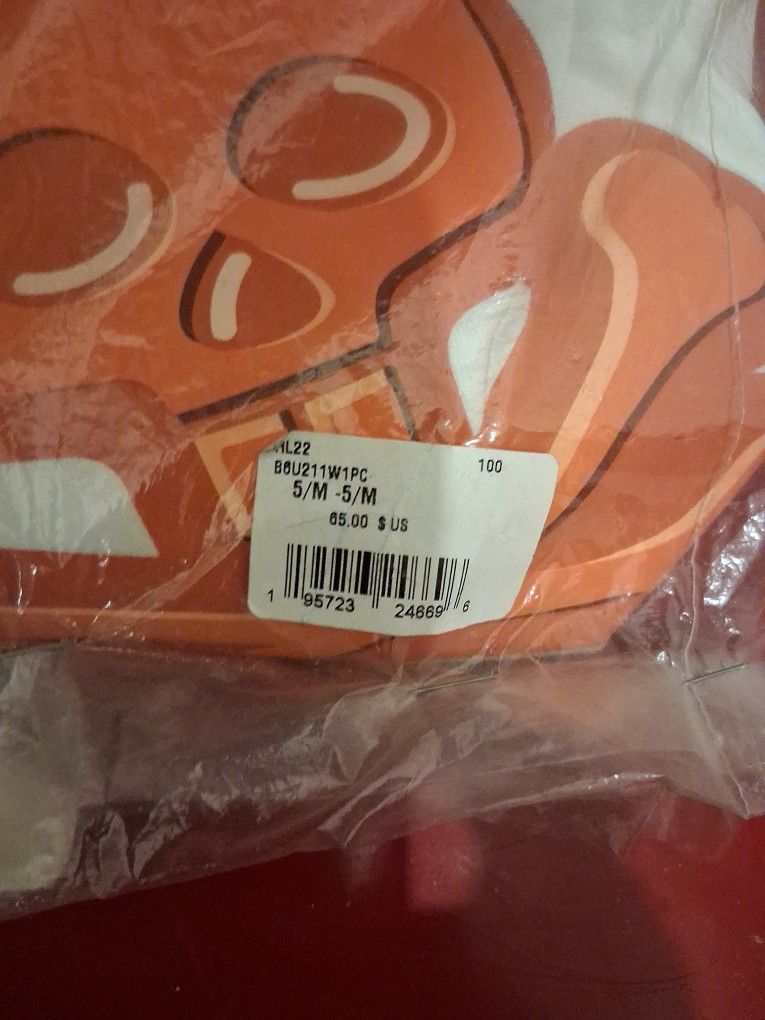 100
B6U211W1PC
5/M -5/M
65.00 $ US
1 95723 24669 6